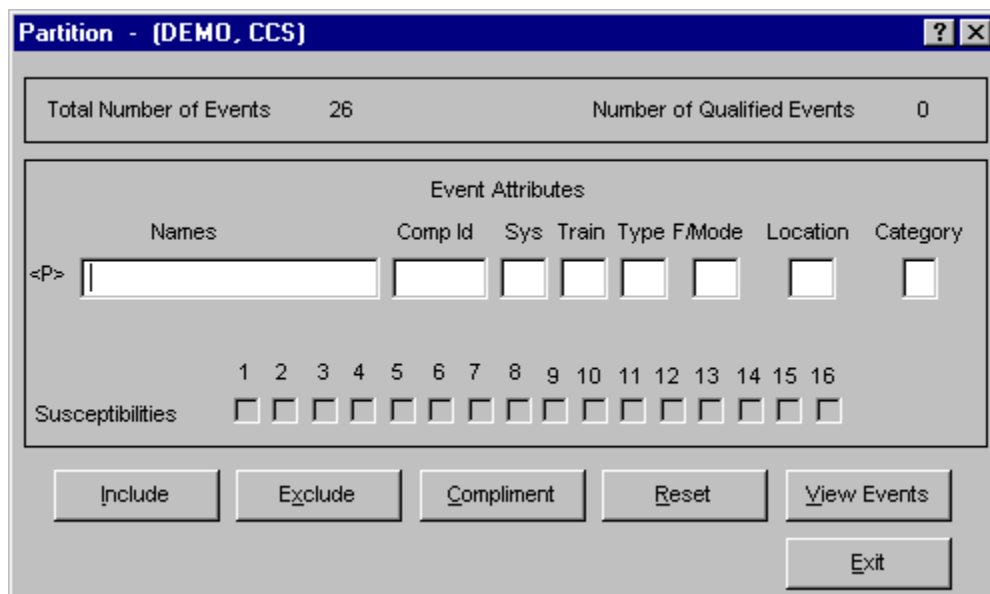 Partition - (DEMO, CCS)
Total Number of Events 26 Number of Qualified Events 0
Event Attributes
Names Comp Id Sys Train Type F/Mode Location Category
<P>
1 2 3 4 5 6 7 8 9 10 11 12 13 14 15 16
Susceptibilities
Include Exclude Compliment Reset View Events
Exit